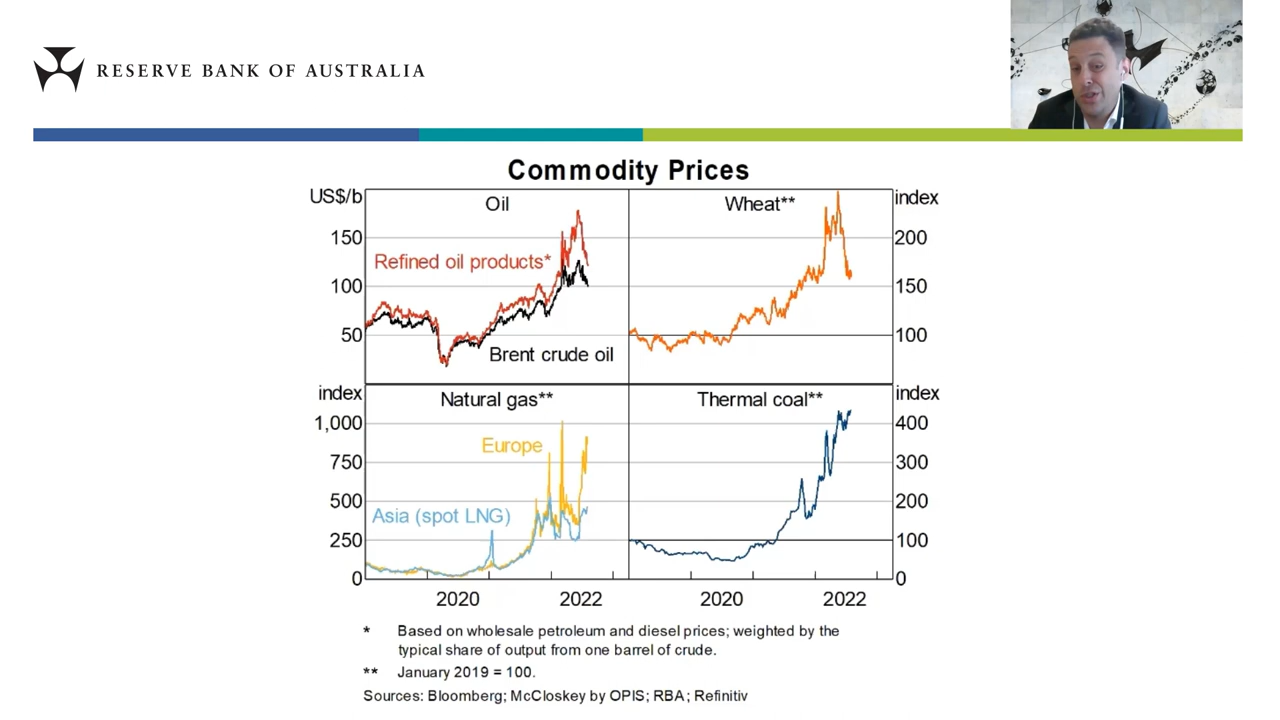 RESERVE BANK OF AUSTRALIA
Commodity Prices
US$/b
Oil
Wheat**
index
150
200
Refined oil products*
100
150
50
100
Brent crude oil
index
Natural gas**
Thermal coal**
index
1,000
400
Europe
750
300
500
200
Asia (spot LNG)
250
100
0
0
2020
2022
2020
2022
* Based on wholesale petroleum and diesel prices; weighted by the
typical share of output from one barrel of crude.
** January 2019 = 100.
Sources: Bloomberg; McCloskey by OPIS; RBA; Refinitiv